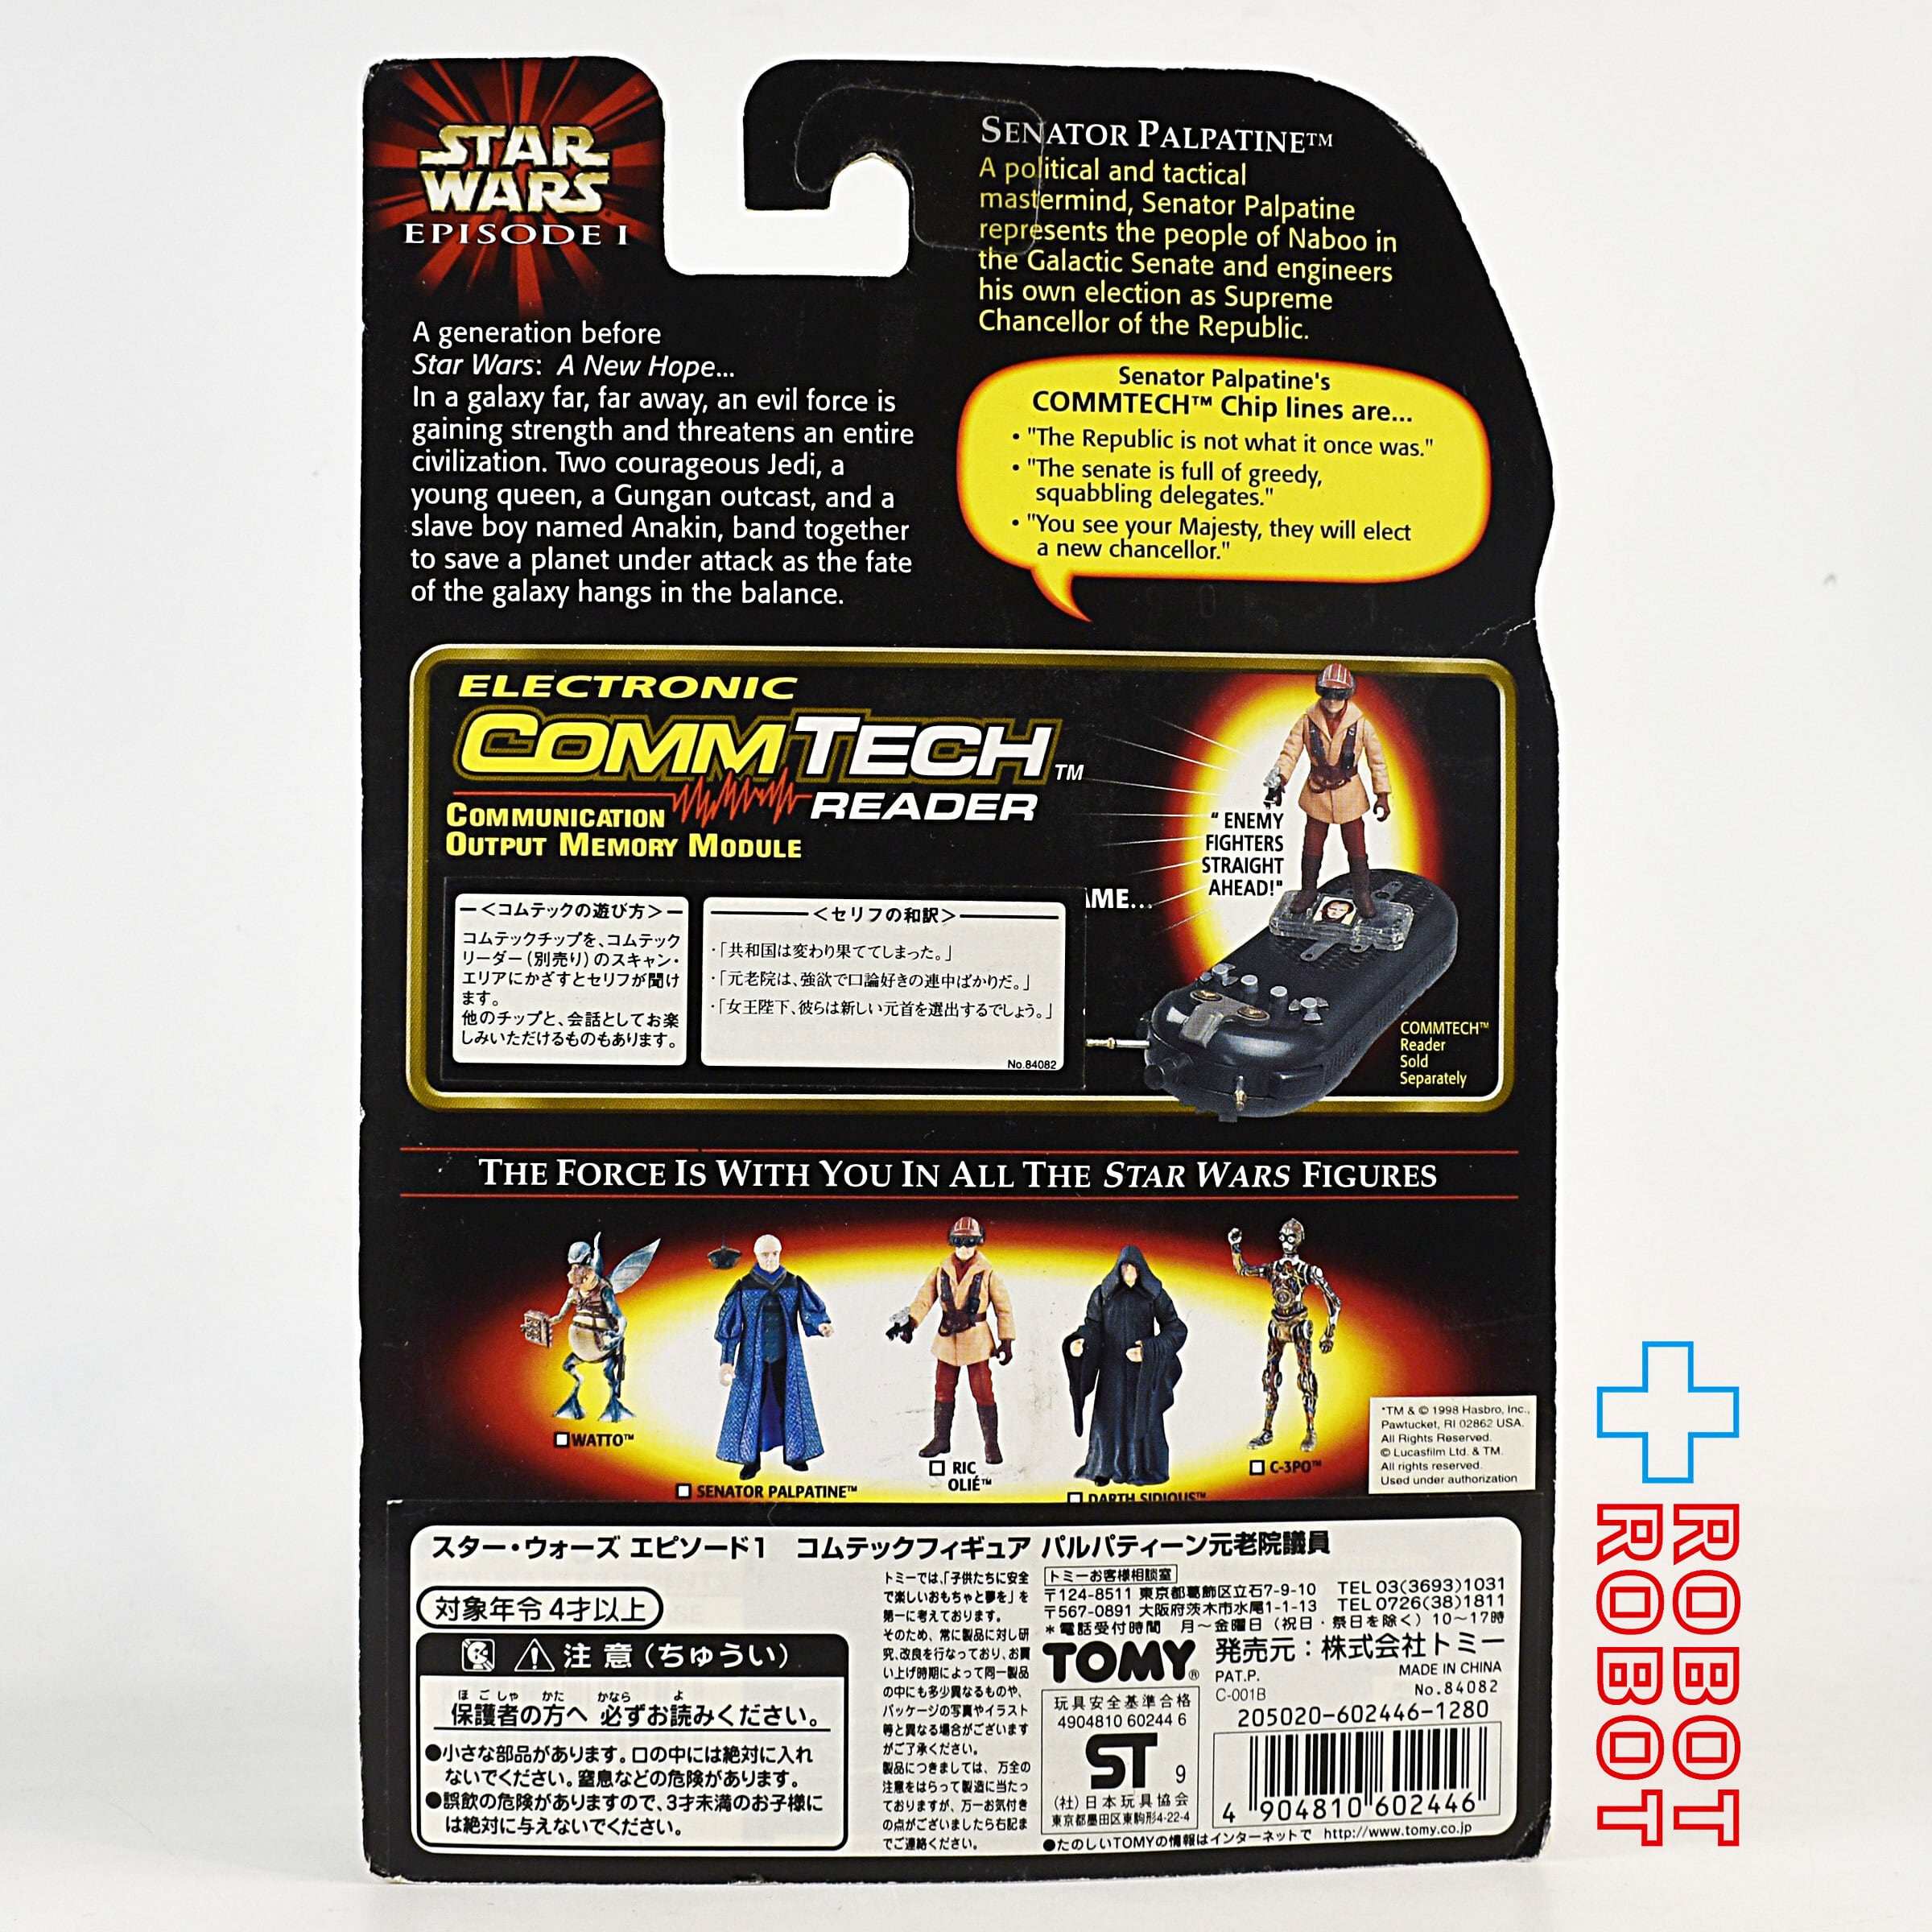 STAR
WARS
EPISODE I
A generation before
Star Wars: A New Hope...
In a galaxy far, far away, an evil force is
gaining strength and threatens an entire
civilization. Two courageous Jedi, a
young queen, a Gungan outcast, and a
slave boy named Anakin, band together
to save a planet under attack as the fate
of the galaxy hangs in the balance.
SENATOR PALPATINE™
A political and tactical
mastermind, Senator Palpatine
represents the people of Naboo in
the Galactic Senate and engineers
his own election as Supreme
Chancellor of the Republic.
Senator Palpatine's
COMMTECH™ Chip lines are...
• "The Republic is not what it once was."
• "The senate is full of greedy,
squabbling delegates."
• "You see your Majesty, they will elect
a new chancellor."
ELECTRONIC
COMMTECH™
READER
COMMUNICATION
OUTPUT MEMORY MODULE
AME...
" ENEMY
FIGHTERS
STRAIGHT
AHEAD!"
COMMTECH™
Reader
Sold
Separately
<コムテックの遊び方>
コムテックチップを、コムテック
リーダー(別売り)のスキャン・
エリアにかざすとセリフが聞け
ます。
他のチップと、会話としてお楽
しみいただけるものもあります。
<セリフの和訳>
・「共和国は変わり果ててしまった。」
・「元老院は、強欲で口論好きの連中ばかりだ。」
・「女王陛下、彼らは新しい元首を選出するでしょう。」
No.84082
THE FORCE IS WITH YOU IN ALL THE STAR WARS FIGURES
WATTO™
SENATOR PALPATINE™
RIC
OLIÉ™
DARTH SIDIOUS™
C-3PO™
*TM & © 1998 Hasbro, Inc.,
Pawtucket, RI 02862 USA.
All Rights Reserved.
© Lucasfilm Ltd. & TM.
All rights reserved.
Used under authorization
スター・ウォーズ エピソード1 コムテックフィギュア パルパティーン元老院議員
対象年令4才以上
注意(ちゅうい)
ほごしゃ かた かなら よ
保護者の方へ 必ずお読みください。
●小さな部品があります。口の中には絶対に入れ
ないでください。窒息などの危険があります。
●誤飲の危険がありますので、3才未満のお子様に
は絶対に与えないでください。
トミーでは、「子供たちに安全
で楽しいおもちゃと夢を」を
第一に考えております。
そのため、常に製品に対し研
究、改良を行なっており、お買
い上げ時期によって同一製品
の中にも多少異なるものや、
パッケージの写真やイラスト
等と異なる場合がございます
がご了承ください。
製品につきましては、万全の
注意をはらって製造に当たっ
ておりますが、万一お気付き
の点がございましたら右記ま
でご連絡ください。
トミーお客様相談室
〒124-8511 東京都葛飾区立石7-9-10 TEL 03(3693)1031
〒567-0891 大阪府茨木市水尾1-1-13 TEL 0726(38)1811
＊電話受付時間 月～金曜日(祝日・祭日を除く)10～17時
TOMY®
発売元:株式会社トミー
PAT.P.
MADE IN CHINA
C-001B
No.84082
205020-602446-1280
玩具安全基準合格
4904810 60244 6
ST 9
(社)日本玩具協会
東京都墨田区東駒形4-22-4
4 904810 602446
●たのしいTOMYの情報はインターネットで http://www.tomy.co.jp
ROBOT
ROBOT